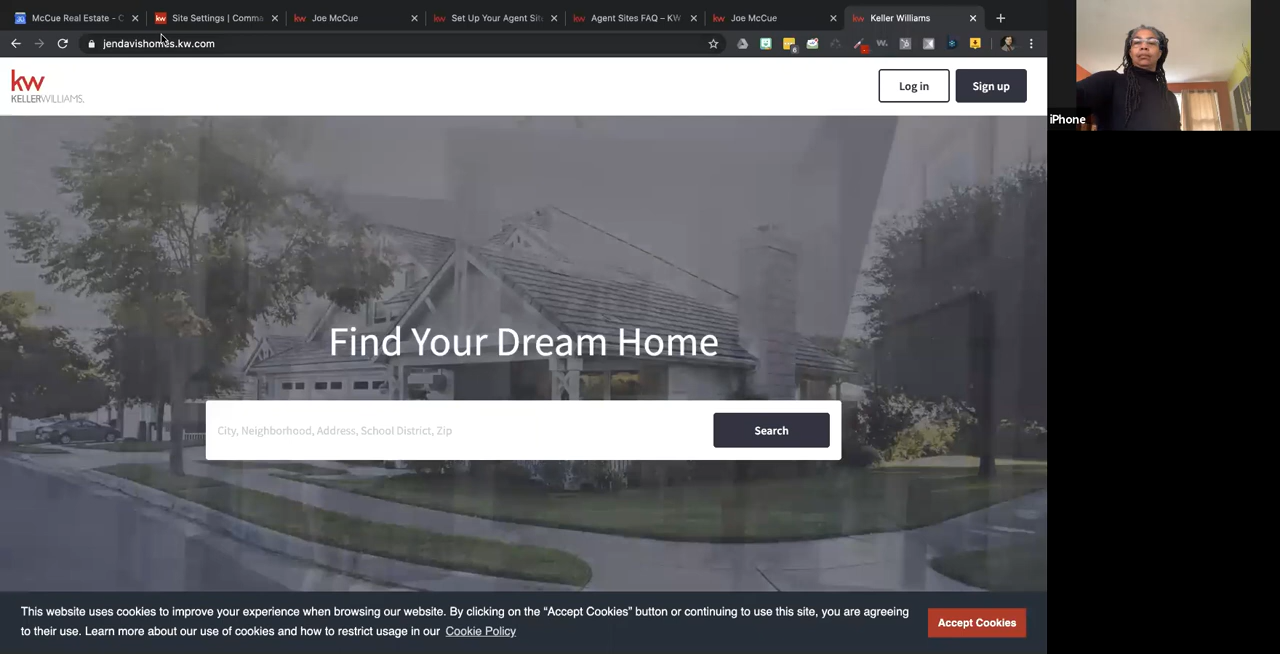 McCue Real Estate - C
Site Settings | Comma
Joe McCue
Set Up Your Agent Site
Agent Sites FAQ – KW
Joe McCue
Keller Williams
jendavishomes.kw.com
kw
KELLERWILLIAMS.
Log in
Sign up
iPhone
Find Your Dream Home
City, Neighborhood, Address, School District, Zip
Search
This website uses cookies to improve your experience when browsing our website. By clicking on the “Accept Cookies” button or continuing to use this site, you are agreeing
to their use. Learn more about our use of cookies and how to restrict usage in our Cookie Policy
Accept Cookies